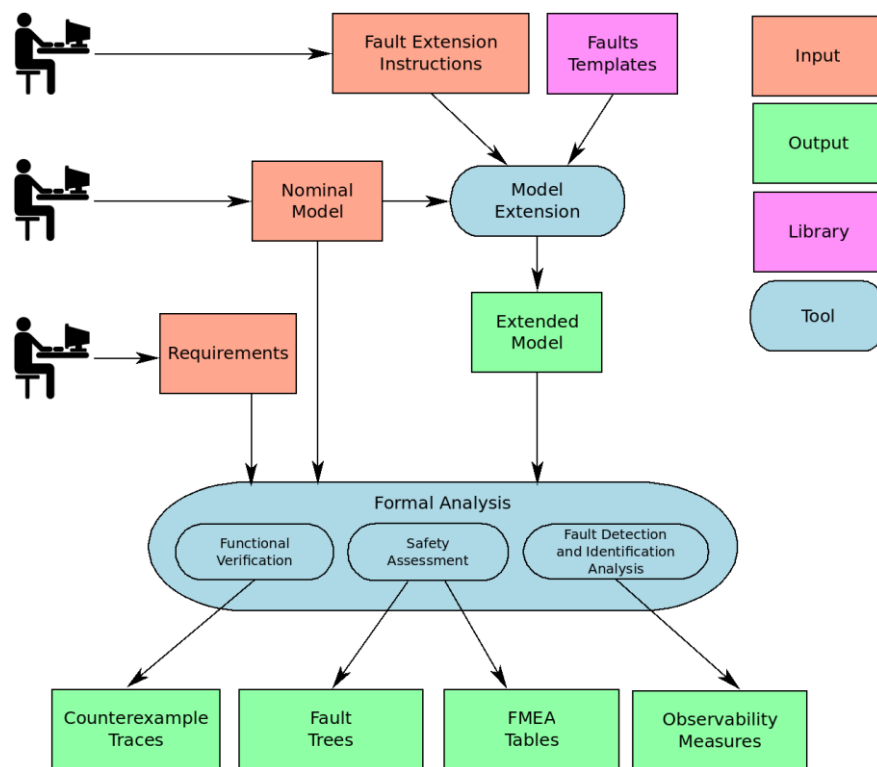 Fault Extension
Instructions
Faults
Templates
Input
Output
Nominal
Model
Model
Extension
Library
Requirements
Extended
Model
Tool
Formal Analysis
Functional
Verification
Safety
Assessment
Fault Detection
and Identification
Analysis
Counterexample
Traces
Fault
Trees
FMEA
Tables
Observability
Measures